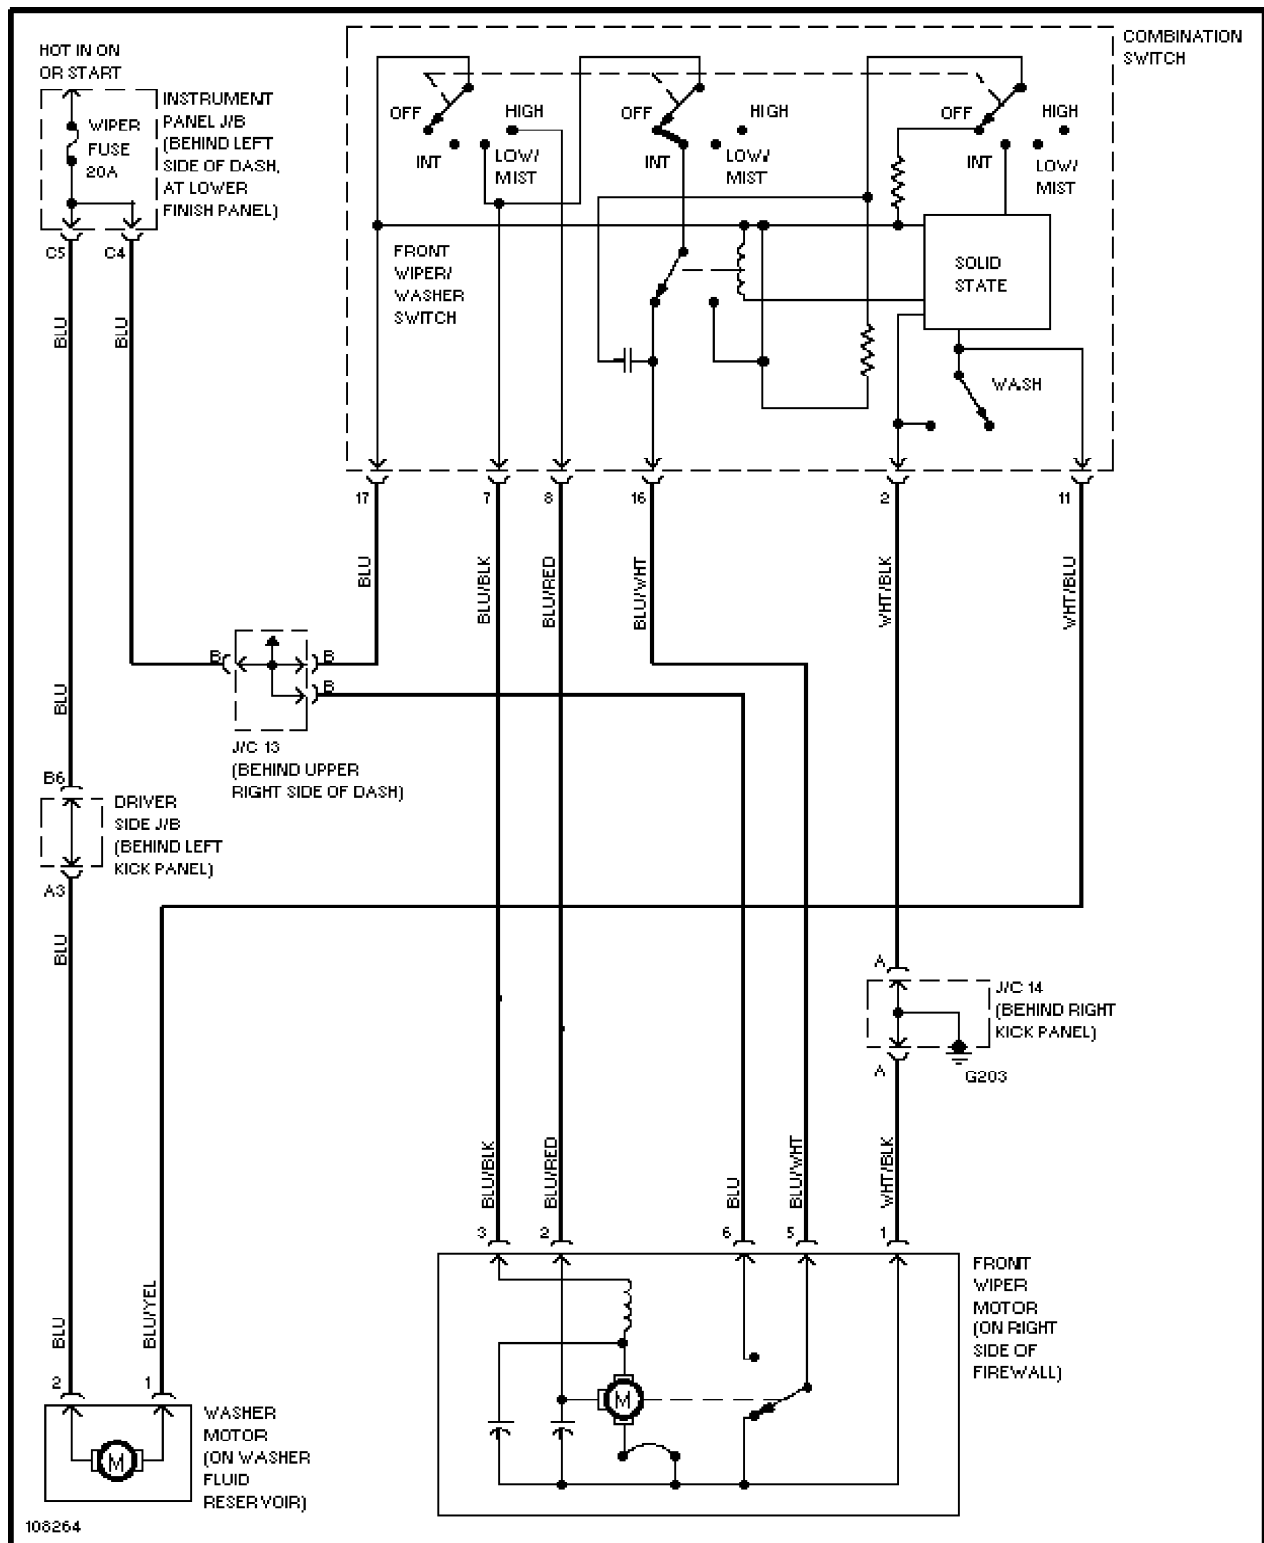 HOT IN ON
OR START
WIPER
FUSE
20A
INSTRUMENT
PANEL J/B
(BEHIND LEFT
SIDE OF DASH,
AT LOWER
FINISH PANEL)
C5
C4
BLU
BLU
COMBINATION
SWITCH
OFF
INT
HIGH
LOW/
MIST
OFF
INT
HIGH
LOW/
MIST
OFF
INT
HIGH
LOW/
MIST
FRONT
WIPER/
WASHER
SWITCH
SOLID
STATE
WASH
17
7
8
16
2
11
BLU
BLU/BLK
BLU/RED
BLU/WHT
WHT/BLK
WHT/BLU
B
B
B
J/C 13
(BEHIND UPPER
RIGHT SIDE OF DASH)
BLU
B6
DRIVER
SIDE J/B
(BEHIND LEFT
KICK PANEL)
A3
BLU
A
J/C 14
(BEHIND RIGHT
KICK PANEL)
A
G203
BLU/BLK
BLU/RED
BLU
BLU/WHT
WHT/BLK
3
2
6
5
1
FRONT
WIPER
MOTOR
(ON RIGHT
SIDE OF
FIREWALL)
M
BLU
BLU/YEL
2
1
WASHER
MOTOR
(ON WASHER
FLUID
RESERVOIR)
M
108264